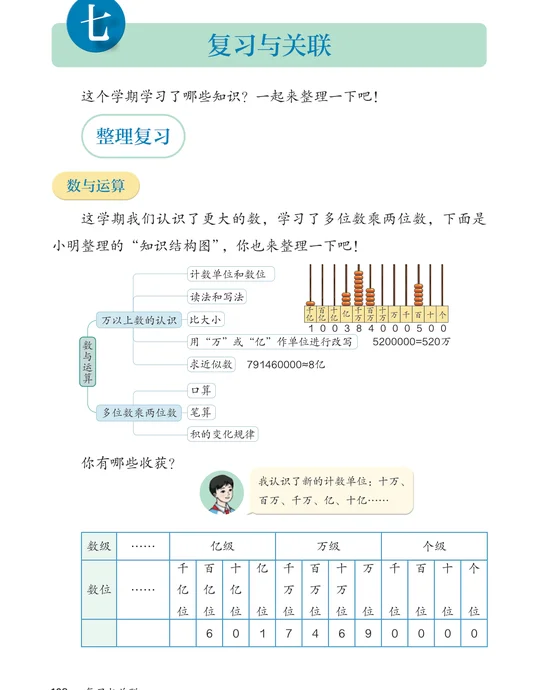 七
复习与关联
这个学期学习了哪些知识？一起来整理一下吧！
整理复习
数与运算
这学期我们认识了更大的数，学习了多位数乘两位数，下面是
小明整理的“知识结构图”，你也来整理一下吧！
数与运算
万以上数的认识
计数单位和数位
读法和写法
比大小
用“万”或“亿”作单位进行改写 5200000=520万
求近似数 791460000≈8亿
千亿 百亿 十亿 亿 千万 百万 十万 万 千 百 十 个
1 0 0 3 8 4 0 0 0 5 0 0
多位数乘两位数
口算
笔算
积的变化规律
你有哪些收获？
我认识了新的计数单位：十万、
百万、千万、亿、十亿……
数级 …… 亿级 万级 个级
数位 …… 千亿位 百亿位 十亿位 亿位 千万位 百万位 十万位 万位 千位 百位 十位 个位
6 0 1 7 4 6 9 0 0 0 0